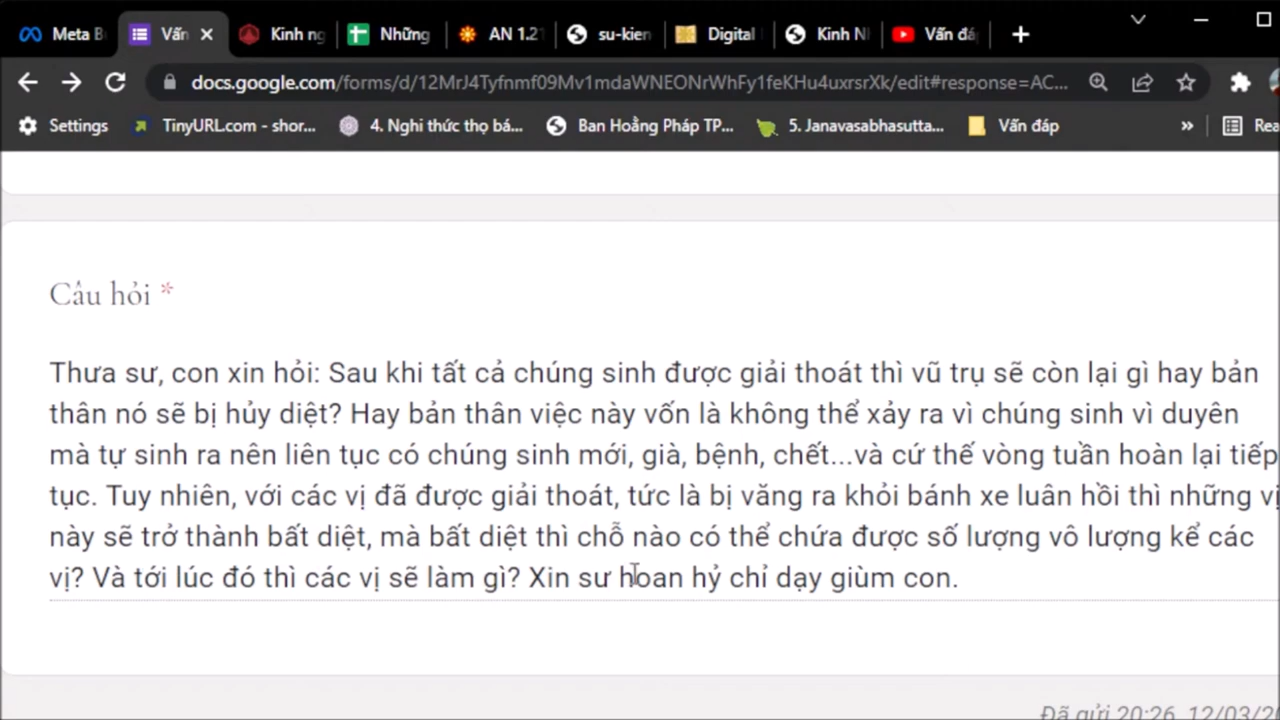 Meta B
Vấn
Kinh ng
Những
AN 1.21
su-kien
Digital
Kinh N
Vấn đá
docs.google.com/forms/d/12MrJ4Tyfnmf09Mv1mdaWNEONrWhFy1feKHu4uxrsrXk/edit#response=AC...
Settings
TinyURL.com - shor...
4. Nghi thức thọ bá...
Ban Hoằng Pháp TP...
5. Janavasabhasutta...
Vấn đáp
»
Rea
Câu hỏi *
Thưa sư, con xin hỏi: Sau khi tất cả chúng sinh được giải thoát thì vũ trụ sẽ còn lại gì hay bản
thân nó sẽ bị hủy diệt? Hay bản thân việc này vốn là không thể xảy ra vì chúng sinh vì duyên
mà tự sinh ra nên liên tục có chúng sinh mới, già, bệnh, chết...và cứ thế vòng tuần hoàn lại tiếp
tục. Tuy nhiên, với các vị đã được giải thoát, tức là bị văng ra khỏi bánh xe luân hồi thì những vị
này sẽ trở thành bất diệt, mà bất diệt thì chỗ nào có thể chứa được số lượng vô lượng kể các
vị? Và tới lúc đó thì các vị sẽ làm gì? Xin sư hoan hỷ chỉ dạy giùm con.
Đã gửi 20:26, 12/03/20